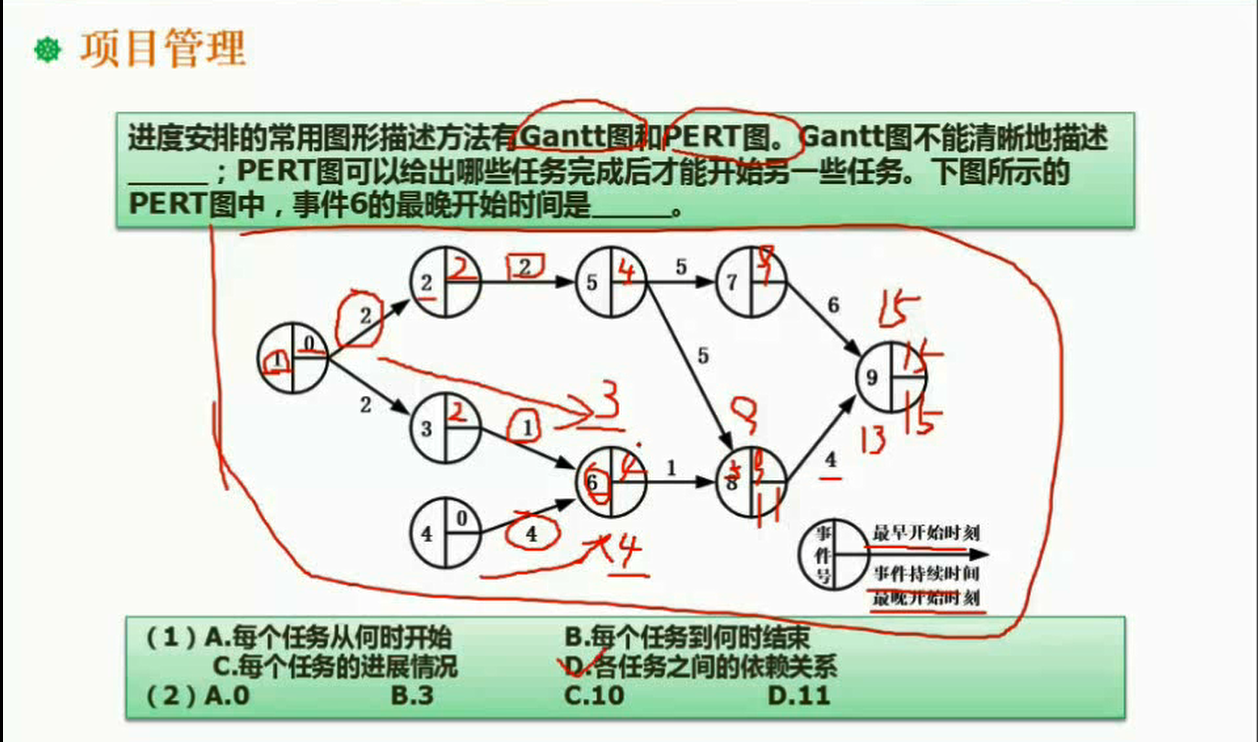 项目管理
进度安排的常用图形描述方法有Gantt图和PERT图。Gantt图不能清晰地描述
______；PERT图可以给出哪些任务完成后才能开始另一些任务。下图所示的
PERT图中，事件6的最晚开始时间是______。
2 2 2 5 4 5 7 9
2 6 15
1 0 5 9 15
2 15
3 2 1 3 9 13
6 4 1 8 9 4
11
4 0 4 4
事件号
最早开始时刻
事件持续时间
最晚开始时刻
（1）A.每个任务从何时开始 B.每个任务到何时结束
C.每个任务的进展情况 D.各任务之间的依赖关系
（2）A.0 B.3 C.10 D.11